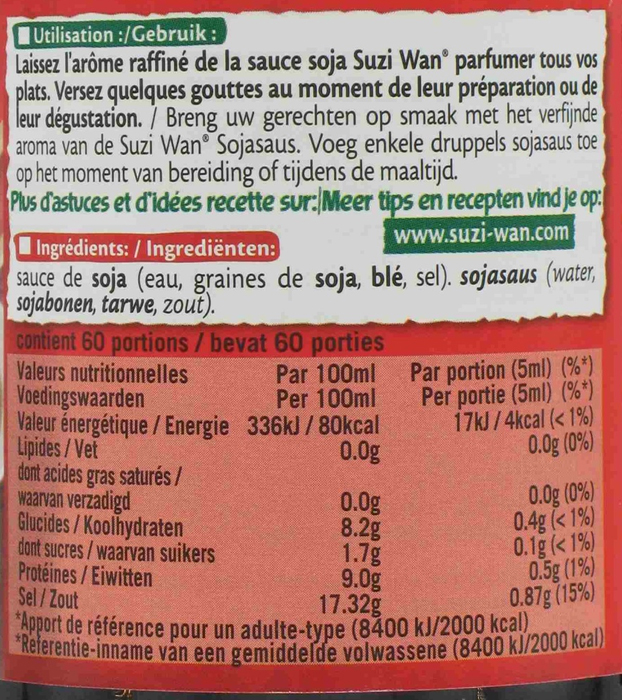 Utilisation :/Gebruik :
Laissez l'arôme raffiné de la sauce soja Suzi Wan® parfumer tous vos
plats. Versez quelques gouttes au moment de leur préparation ou de
leur dégustation. / Breng uw gerechten op smaak met het verfijnde
aroma van de Suzi Wan® Sojasaus. Voeg enkele druppels sojasaus toe
op het moment van bereiding of tijdens de maaltijd.
Plus d'astuces et d'idées recette sur:/Meer tips en recepten vind je op:
www.suzi-wan.com
Ingrédients: / Ingrediënten:
sauce de soja (eau, graines de soja, blé, sel). sojasaus (water,
sojabonen, tarwe, zout).
contient 60 portions / bevat 60 porties
Valeurs nutritionnelles Par 100ml Par portion (5ml) (%*)
Voedingswaarden Per 100ml Per portie (5ml) (%*)
Valeur énergétique / Energie 336kJ / 80kcal 17kJ / 4kcal (< 1%)
Lipides / Vet 0.0g 0.0g (0%)
dont acides gras saturés /
waarvan verzadigd 0.0g 0.0g (0%)
Glucides / Koolhydraten 8.2g 0.4g (< 1%)
dont sucres / waarvan suikers 1.7g 0.1g (< 1%)
Protéines / Eiwitten 9.0g 0.5g (1%)
Sel / Zout 17.32g 0.87g (15%)
*Apport de référence pour un adulte-type (8400 kJ/2000 kcal)
*Referentie-inname van een gemiddelde volwassene (8400 kJ/2000 kcal)